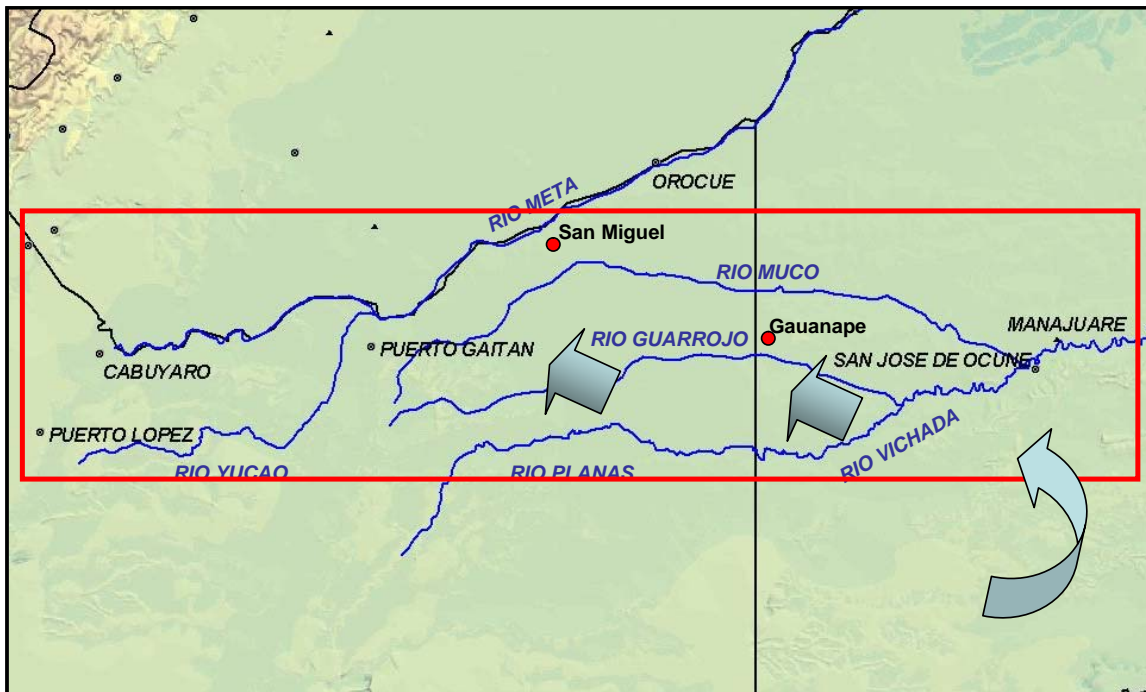 OROCUE
RIO META
San Miguel
RIO MUCO
Gauanape
MANAJUARE
RIO GUARROJO
PUERTO GAITAN
SAN JOSE DE OCUNE
CABUYARO
PUERTO LOPEZ
RIO YUCAO
RIO PLANAS
RIO VICHADA